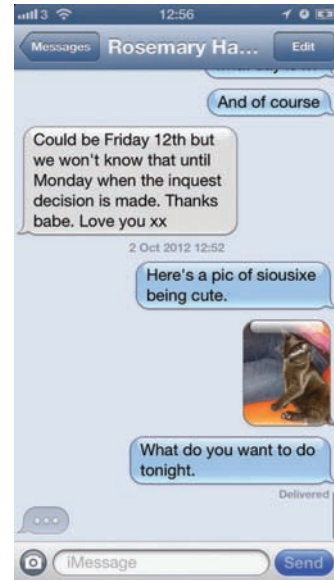 3 12:56
Messages Rosemary Ha... Edit
And of course
Could be Friday 12th but
we won't know that until
Monday when the inquest
decision is made. Thanks
babe. Love you xx
2 Oct 2012 12:52
Here's a pic of siousixe
being cute.
What do you want to do
tonight.
Delivered
iMessage Send